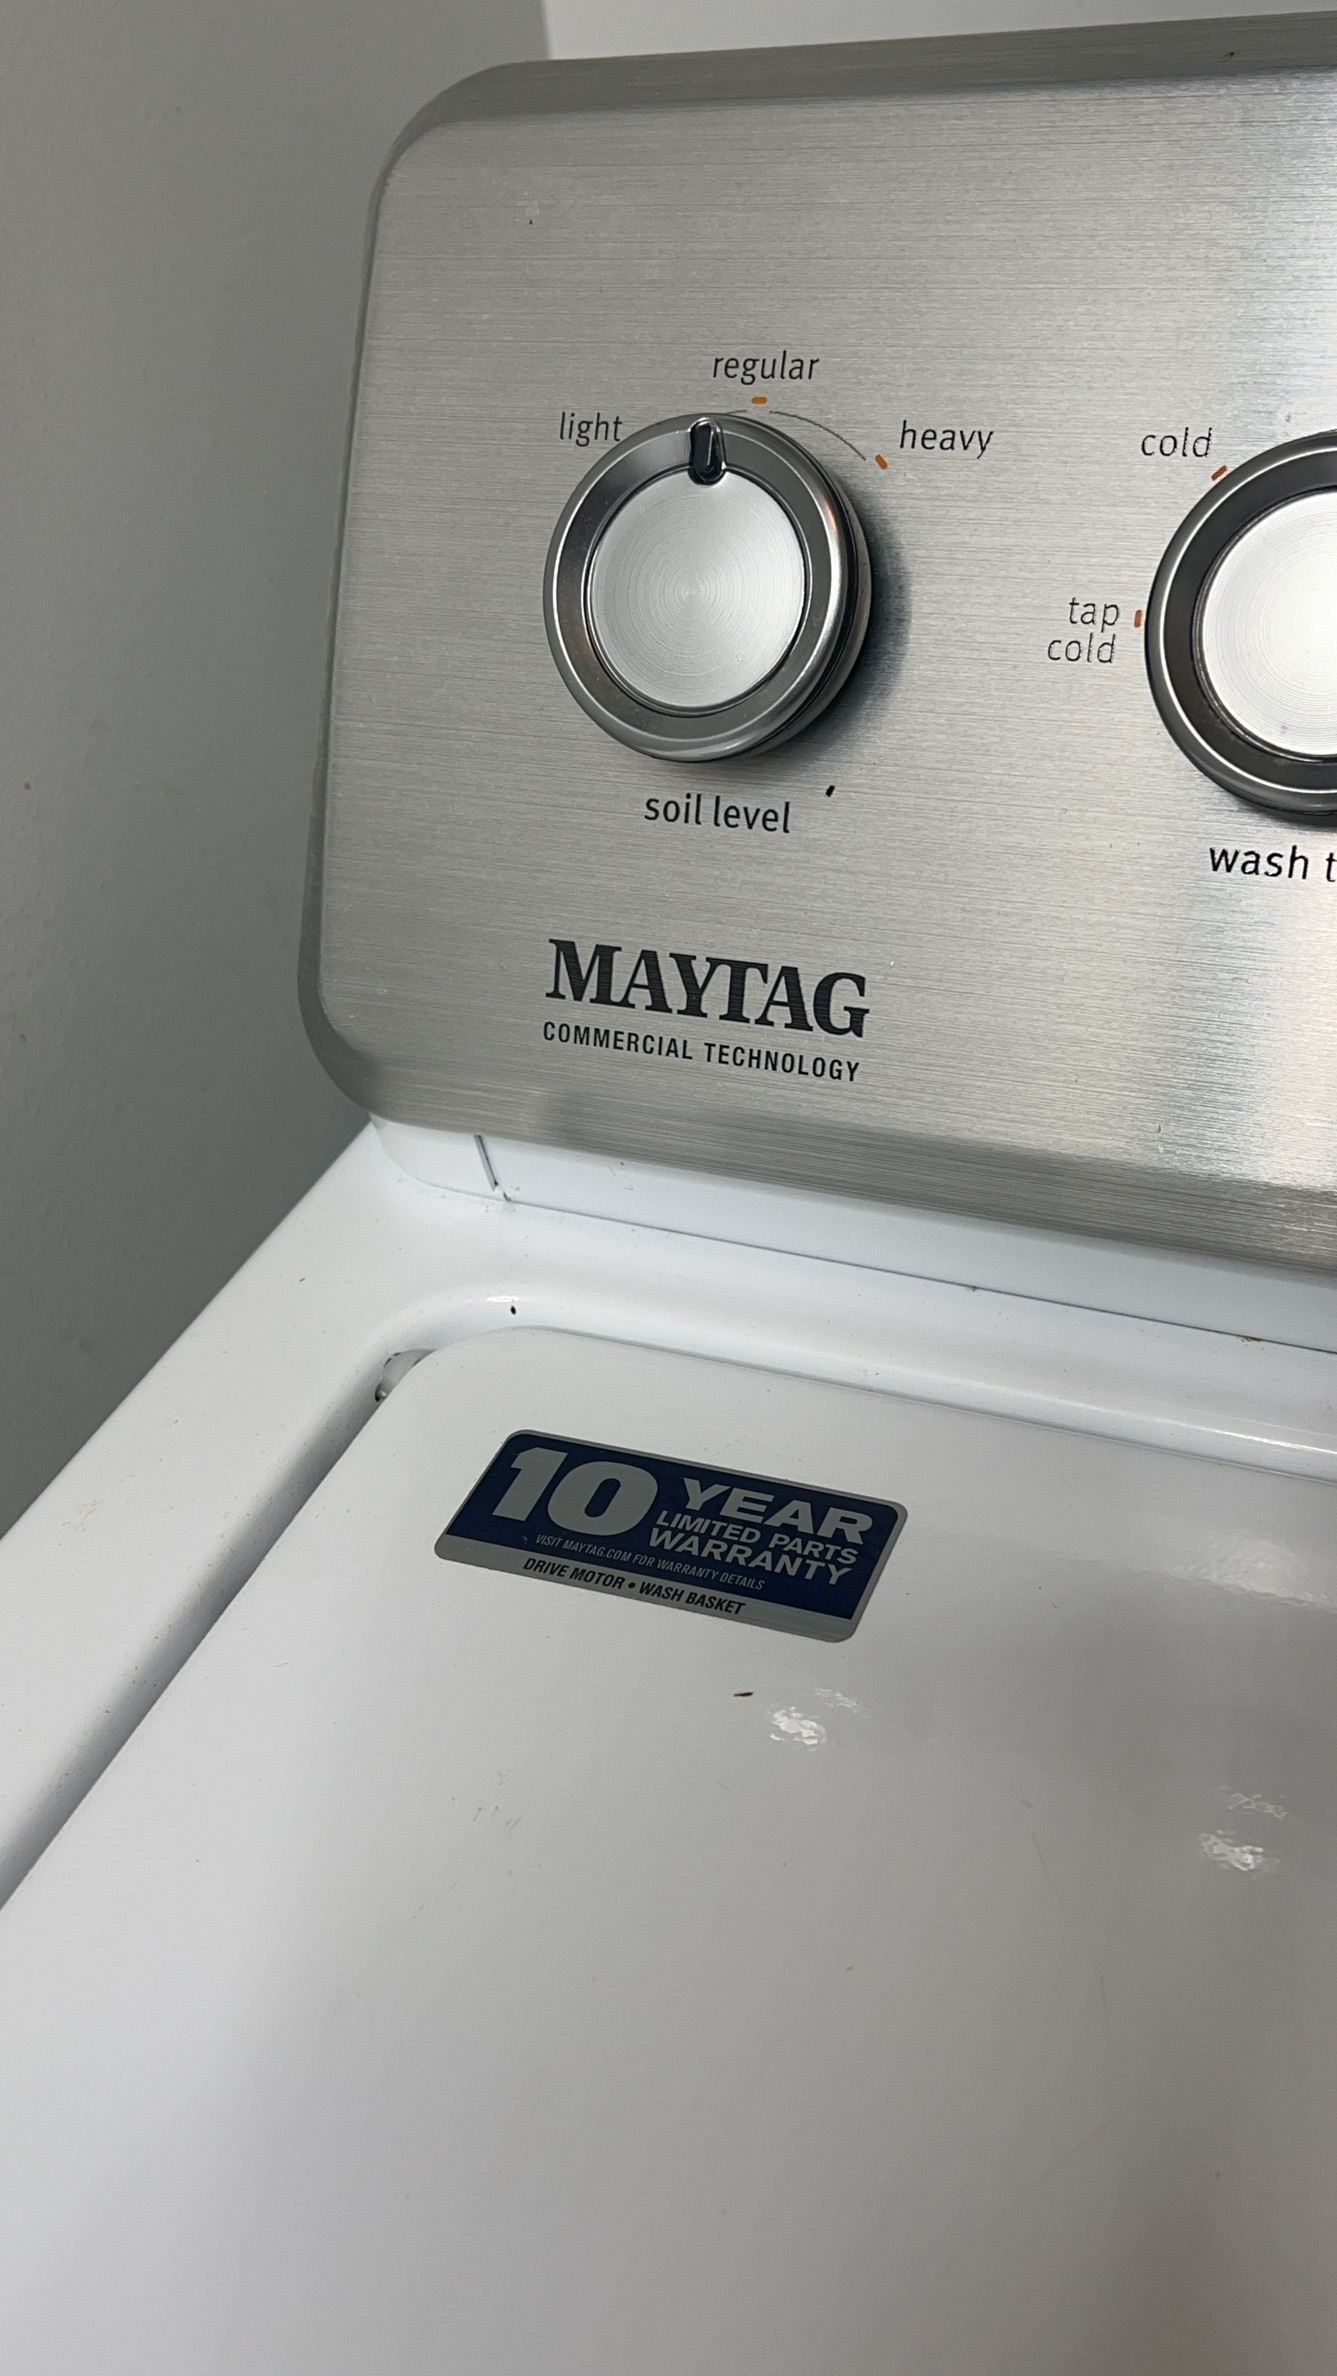 regular
light
heavy
cold
tap
cold
soil level
wash t
MAYTAG
COMMERCIAL TECHNOLOGY
10 YEAR
LIMITED PARTS
WARRANTY
VISIT MAYTAG.COM FOR WARRANTY DETAILS
DRIVE MOTOR • WASH BASKET